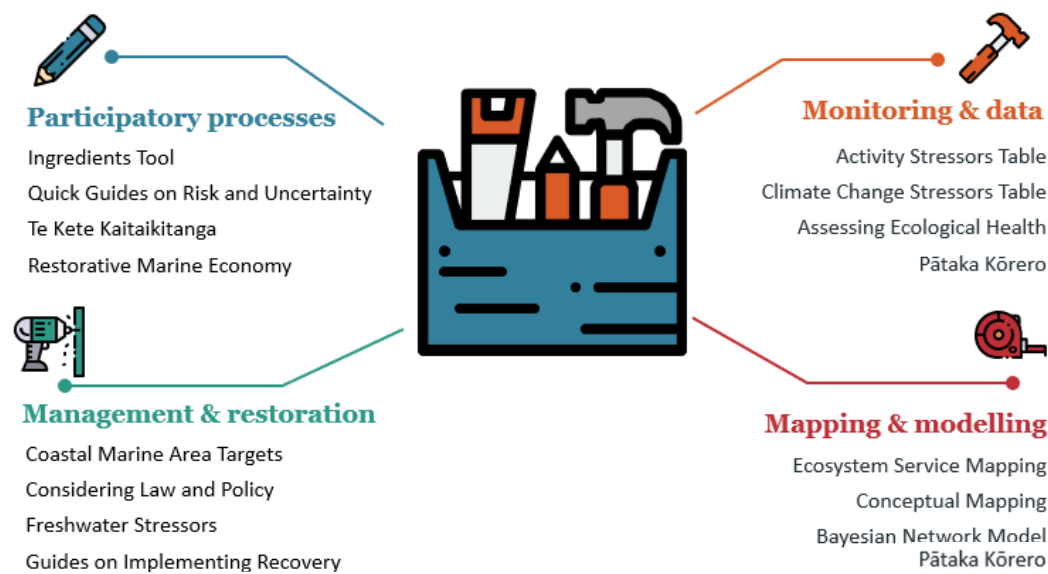 Participatory processes
Ingredients Tool
Quick Guides on Risk and Uncertainty
Te Kete Kaitaikitanga
Restorative Marine Economy
Monitoring & data
Activity Stressors Table
Climate Change Stressors Table
Assessing Ecological Health
Pātaka Kōrero
Management & restoration
Coastal Marine Area Targets
Considering Law and Policy
Freshwater Stressors
Guides on Implementing Recovery
Mapping & modelling
Ecosystem Service Mapping
Conceptual Mapping
Bayesian Network Model
Pātaka Kōrero